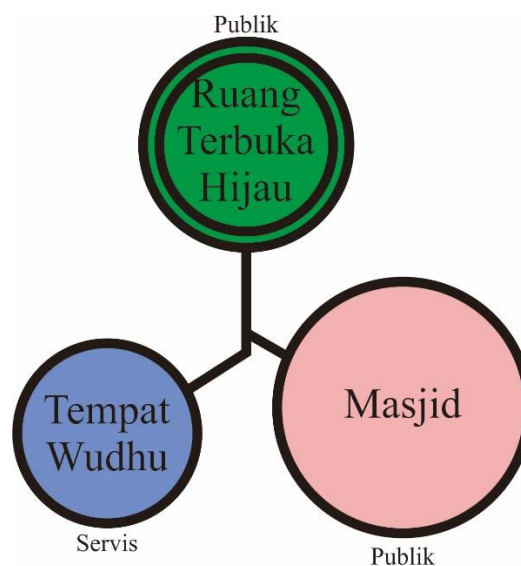 Publik
Ruang
Terbuka
Hijau
Tempat
Wudhu
Servis
Masjid
Publik